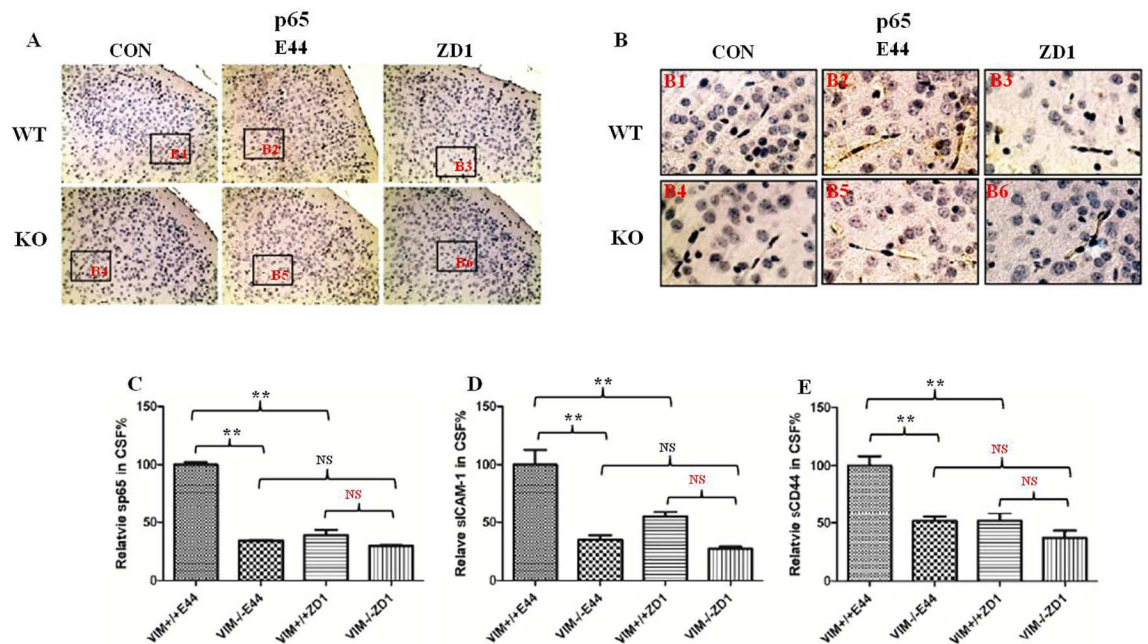 A
p65
E44
CON
ZD1
WT
B1
B2
B3
KO
B4
B5
B6
B
p65
E44
CON
ZD1
WT
B1
B2
B3
KO
B4
B5
B6
C
Relatvie sp65 in CSF%
150
100
50
0
**
**
NS
NS
VIM+/+E44
VIM-/-E44
VIM+/+ZD1
VIM-/-ZD1
D
Relave sICAM-1 in CSF%
150
100
50
0
**
**
NS
NS
VIM+/+E44
VIM-/-E44
VIM+/+ZD1
VIM-/-ZD1
E
Relatvie sCD44 in CSF%
150
100
50
0
**
**
NS
NS
VIM+/+E44
VIM-/-E44
VIM+/+ZD1
VIM-/-ZD1